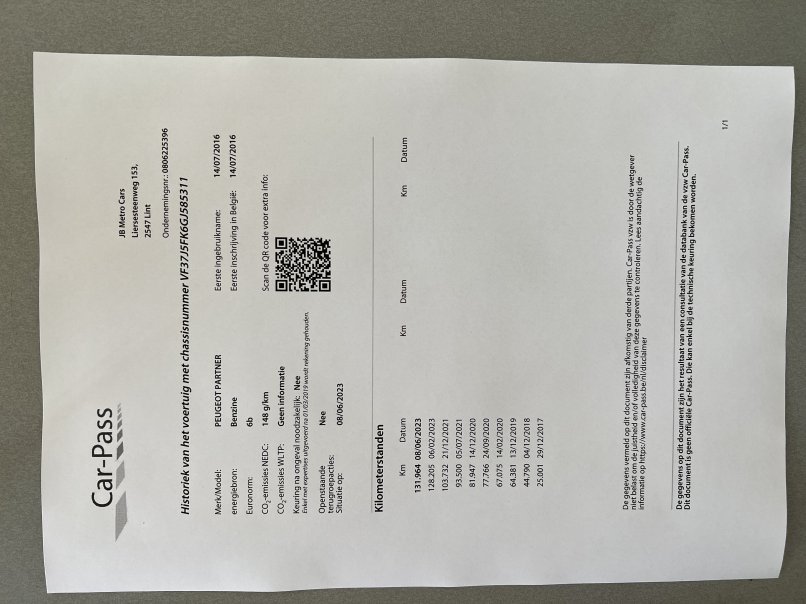 Car-Pass
JB Metro Cars
Liersesteenweg 153,
2547 Lint
Ondernemingsnr.: 0806225396
Historiek van het voertuig met chassisnummer VF37J5FK6GJ585311
Merk/Model: PEUGEOT PARTNER
Eerste ingebruikname: 14/07/2016
energiebron: Benzine
Eerste inschrijving in België: 14/07/2016
Euronorm: 6b
CO₂-emissies NEDC: 148 g/km
Scan de QR code voor extra info:
CO₂-emissies WLTP: Geen informatie
Keuring na ongeval noodzakelijk: Nee
Enkel met expertises uitgevoerd na 01/03/2019 wordt rekening gehouden.
Openstaande Nee
terugroepacties:
Situatie op: 08/06/2023
Kilometerstanden
Km Datum Km Datum Km Datum
131.964 08/06/2023
128.205 06/02/2023
103.732 21/12/2021
93.500 05/07/2021
81.947 14/12/2020
77.766 24/09/2020
67.075 14/02/2020
64.381 13/12/2019
44.790 04/12/2018
25.001 29/12/2017
De gegevens vermeld op dit document zijn afkomstig van derde partijen. Car-Pass vzw is door de wetgever
niet belast om de juistheid en/of volledigheid van deze gegevens te controleren. Lees aandachtig de
informatie op https://www.car-pass.be/nl/disclaimer
De gegevens op dit document zijn het resultaat van een consultatie van de databank van de vzw Car-Pass.
Dit document is geen officiële Car-Pass. Die kan enkel bij de technische keuring bekomen worden.
1/1